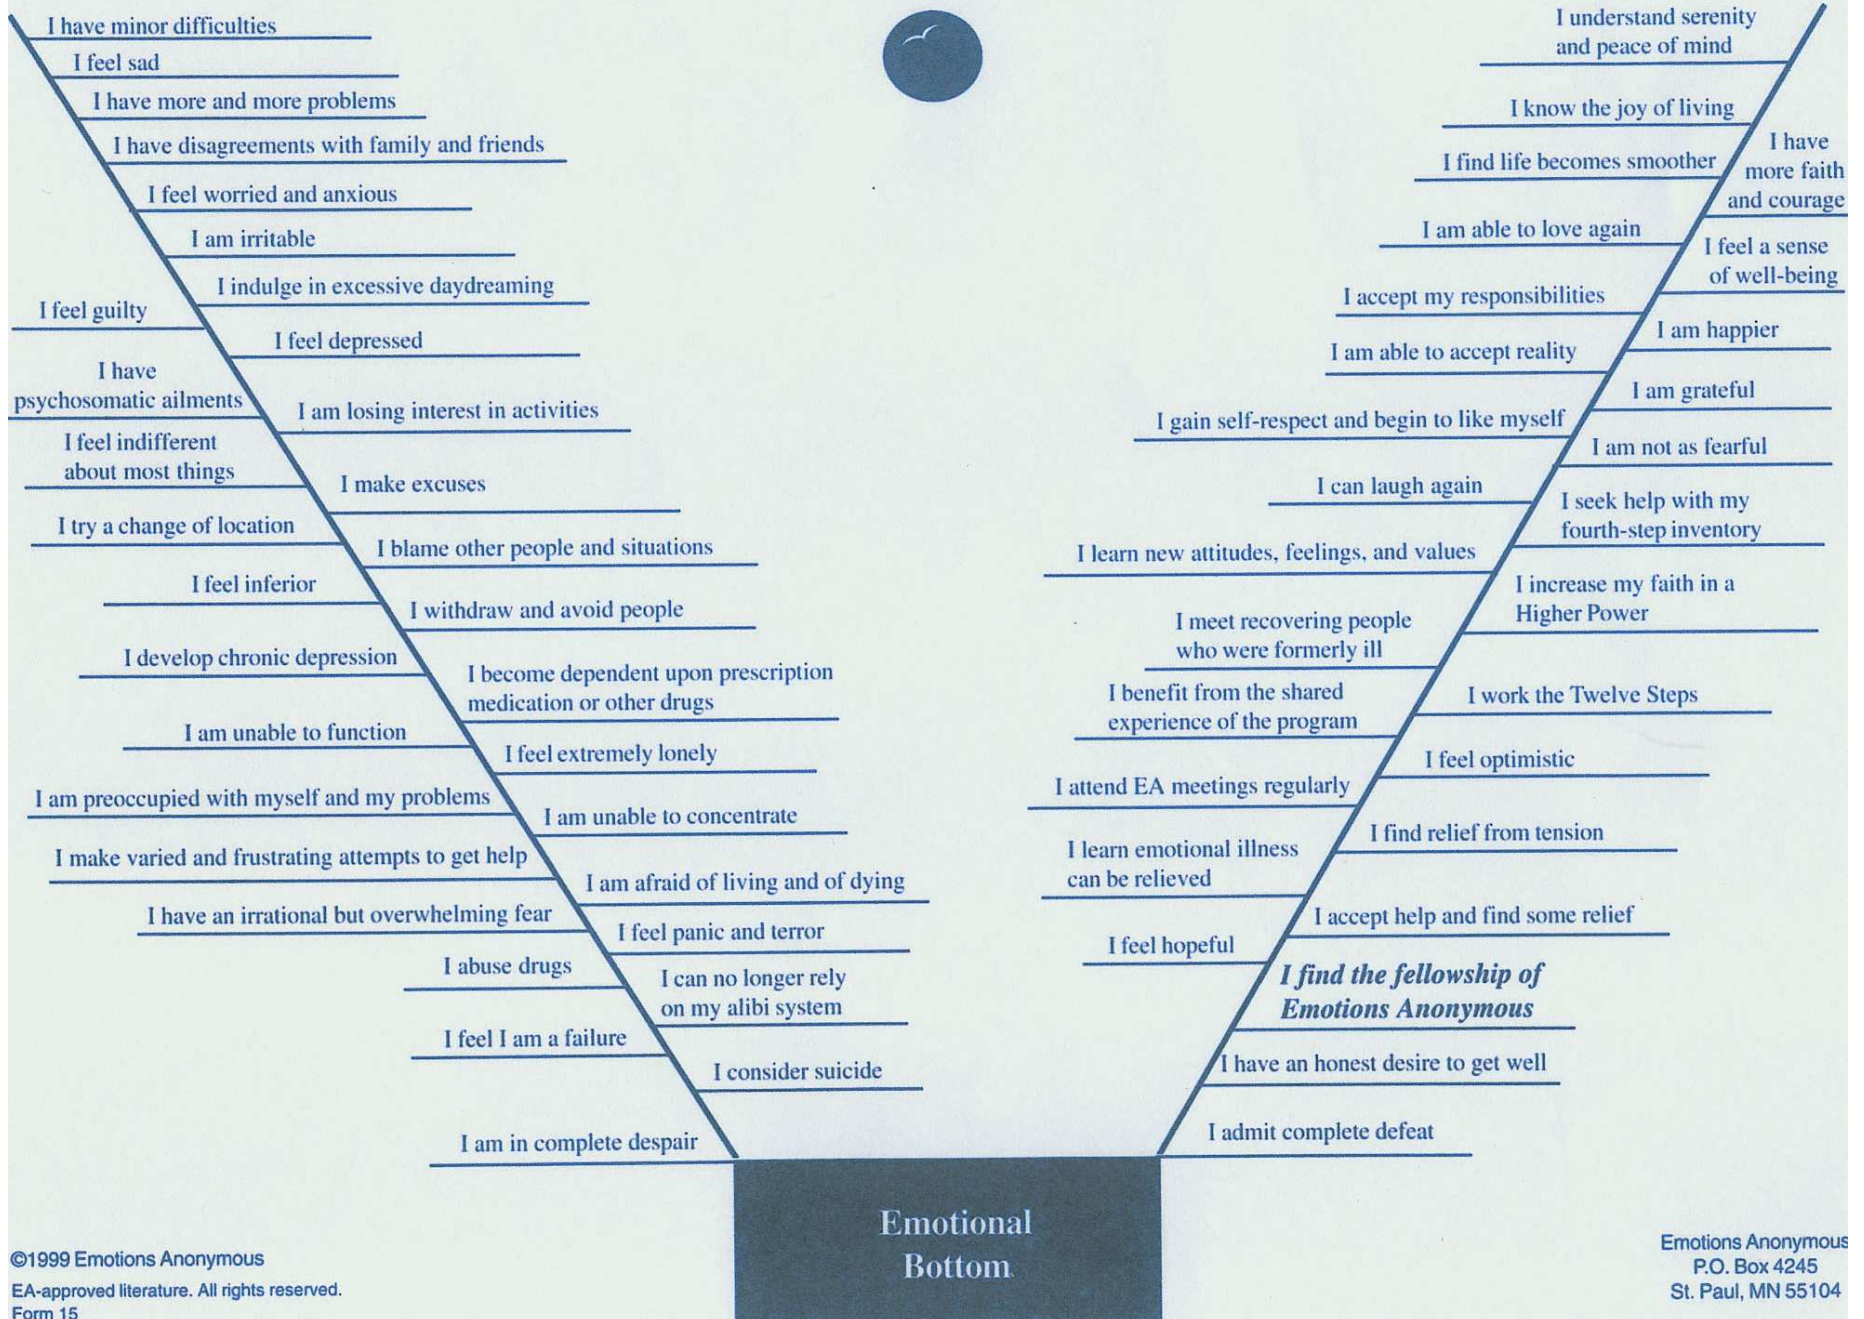 I have minor difficulties
I feel sad
I have more and more problems
I have disagreements with family and friends
I feel worried and anxious
I am irritable
I indulge in excessive daydreaming
I feel guilty
I feel depressed
I have
psychosomatic ailments
I am losing interest in activities
I feel indifferent
about most things
I make excuses
I try a change of location
I blame other people and situations
I feel inferior
I withdraw and avoid people
I develop chronic depression
I become dependent upon prescription
medication or other drugs
I am unable to function
I feel extremely lonely
I am preoccupied with myself and my problems
I am unable to concentrate
I make varied and frustrating attempts to get help
I am afraid of living and of dying
I have an irrational but overwhelming fear
I feel panic and terror
I abuse drugs
I can no longer rely
on my alibi system
I feel I am a failure
I consider suicide
I am in complete despair
Emotional
Bottom
I understand serenity
and peace of mind
I know the joy of living
I have
more faith
and courage
I find life becomes smoother
I am able to love again
I feel a sense
of well-being
I accept my responsibilities
I am happier
I am able to accept reality
I am grateful
I gain self-respect and begin to like myself
I am not as fearful
I can laugh again
I seek help with my
fourth-step inventory
I learn new attitudes, feelings, and values
I increase my faith in a
Higher Power
I meet recovering people
who were formerly ill
I work the Twelve Steps
I benefit from the shared
experience of the program
I feel optimistic
I attend EA meetings regularly
I find relief from tension
I learn emotional illness
can be relieved
I accept help and find some relief
I feel hopeful
I find the fellowship of
Emotions Anonymous
I have an honest desire to get well
I admit complete defeat
©1999 Emotions Anonymous
EA-approved literature. All rights reserved.
Form 15
Emotions Anonymous
P.O. Box 4245
St. Paul, MN 55104